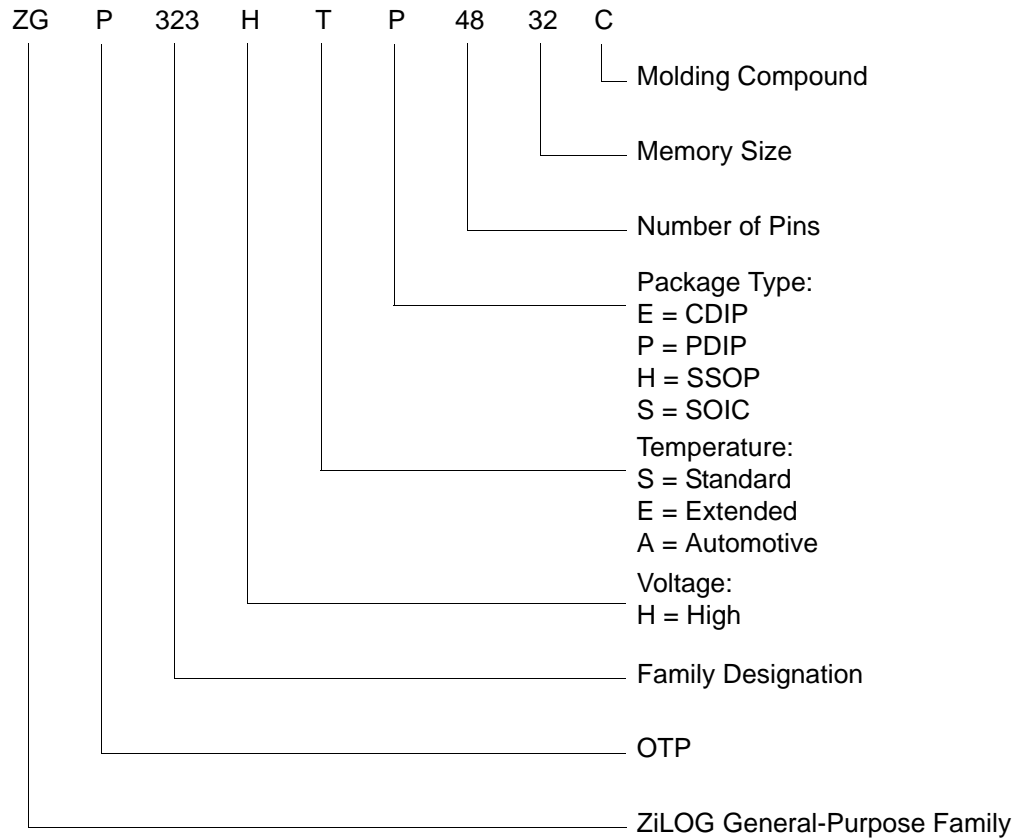 ZG P 323 H T P 48 32 C
Molding Compound
Memory Size
Number of Pins
Package Type:
E = CDIP
P = PDIP
H = SSOP
S = SOIC
Temperature:
S = Standard
E = Extended
A = Automotive
Voltage:
H = High
Family Designation
OTP
ZiLOG General-Purpose Family